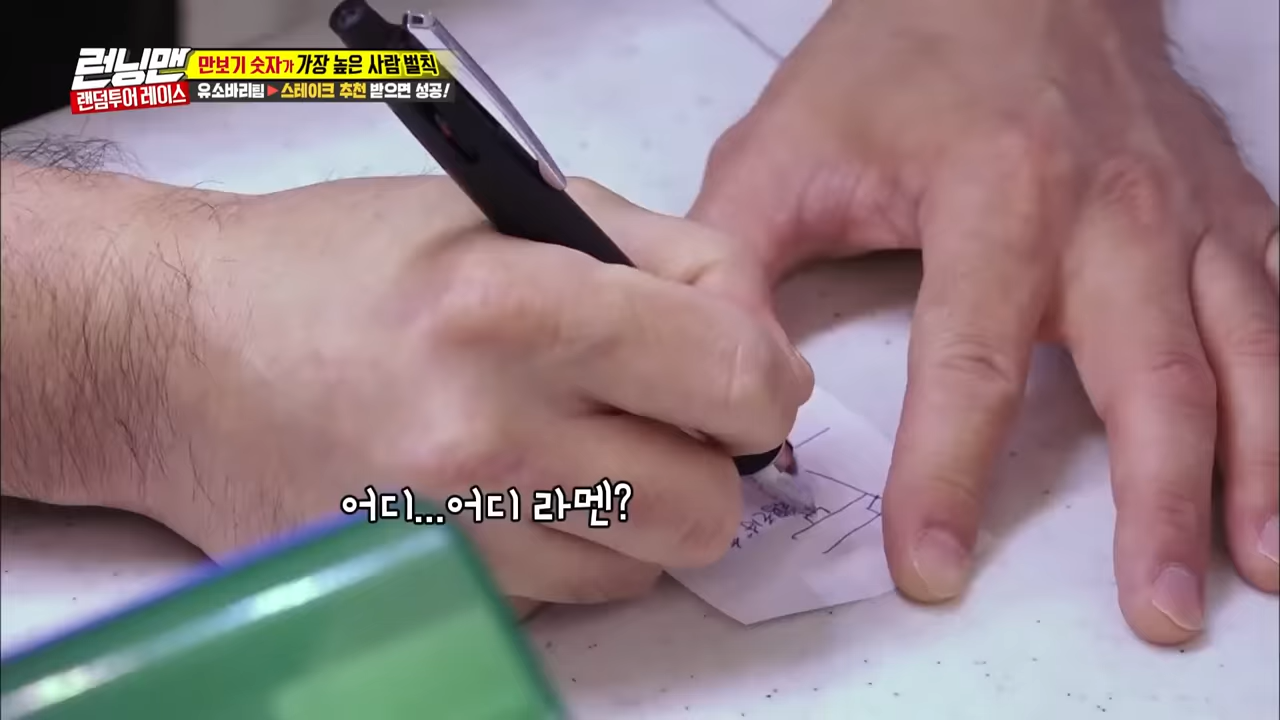 런닝맨 만보기 숫자가 가장 높은 사람 벌칙
랜덤투어 레이스 유소바리팀 ▶ 스테이크 추천 받으면 성공!
어디...어디 라멘?